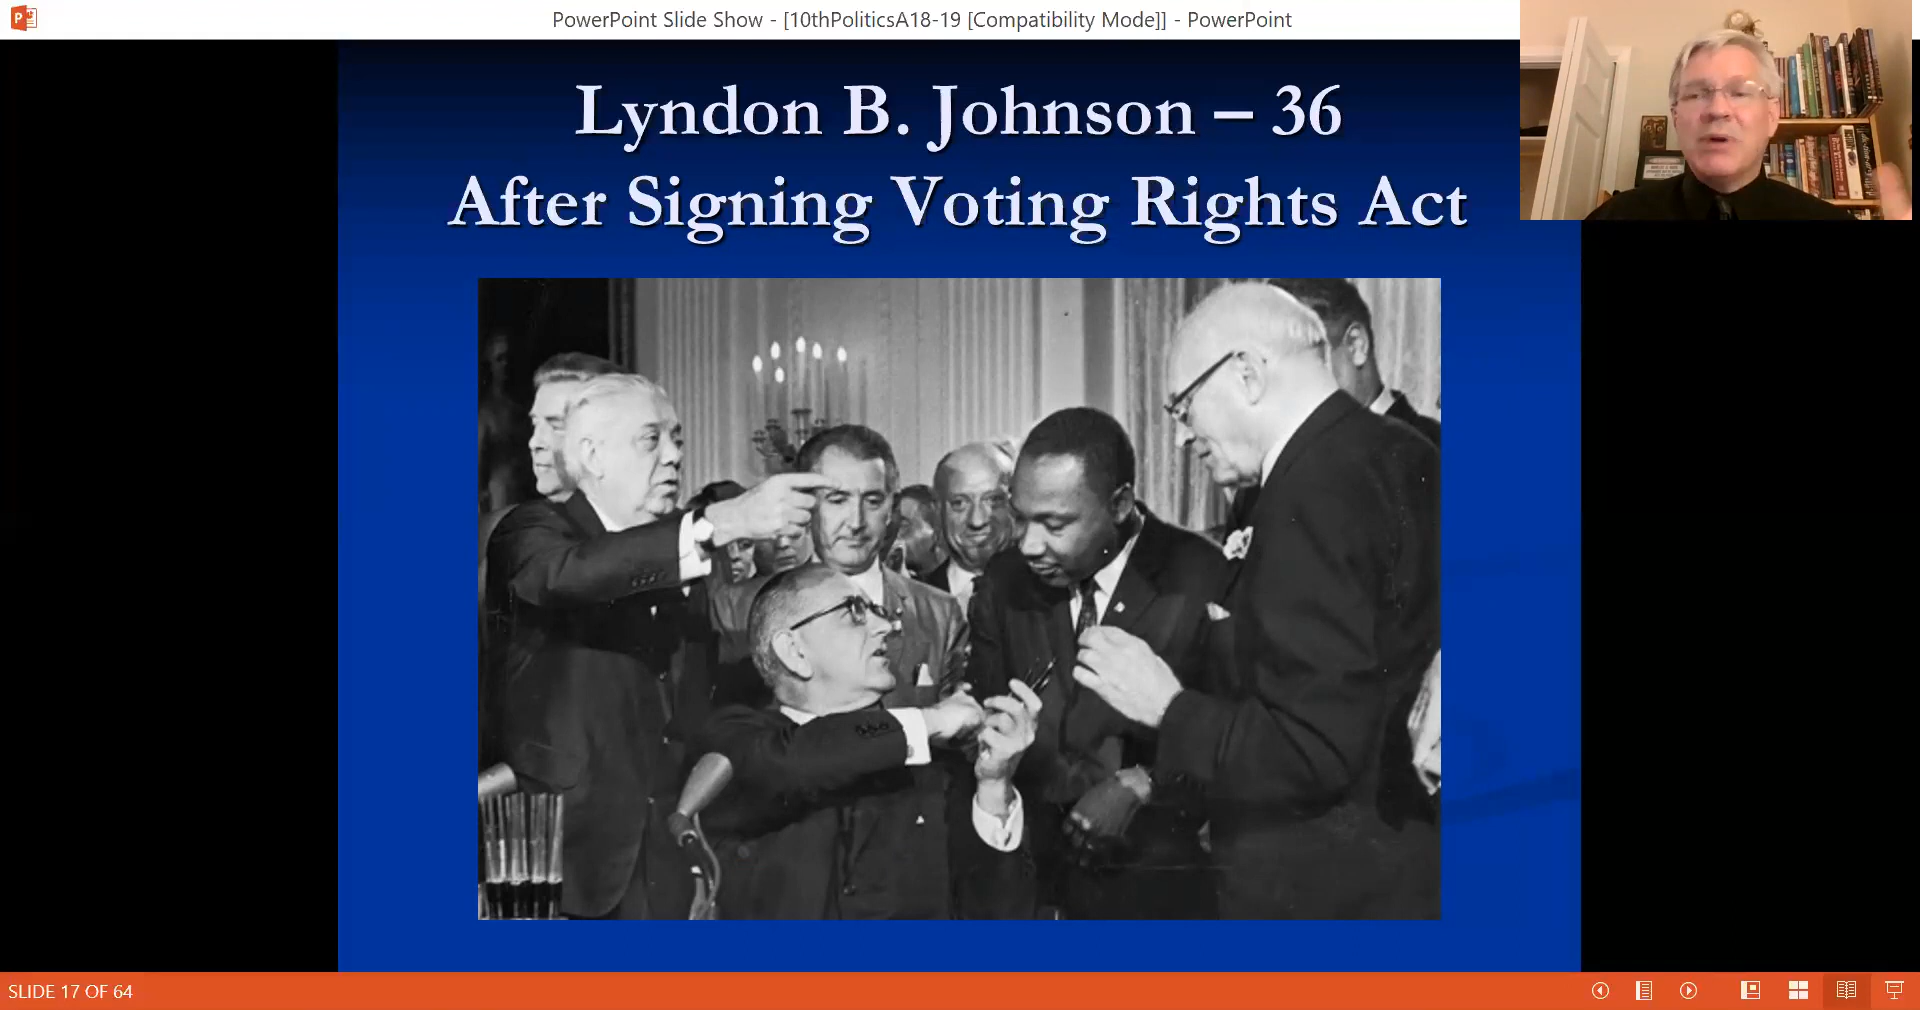 PowerPoint Slide Show - [10thPoliticsA18-19 [Compatibility Mode]] - PowerPoint
Lyndon B. Johnson – 36
After Signing Voting Rights Act
SLIDE 17 OF 64